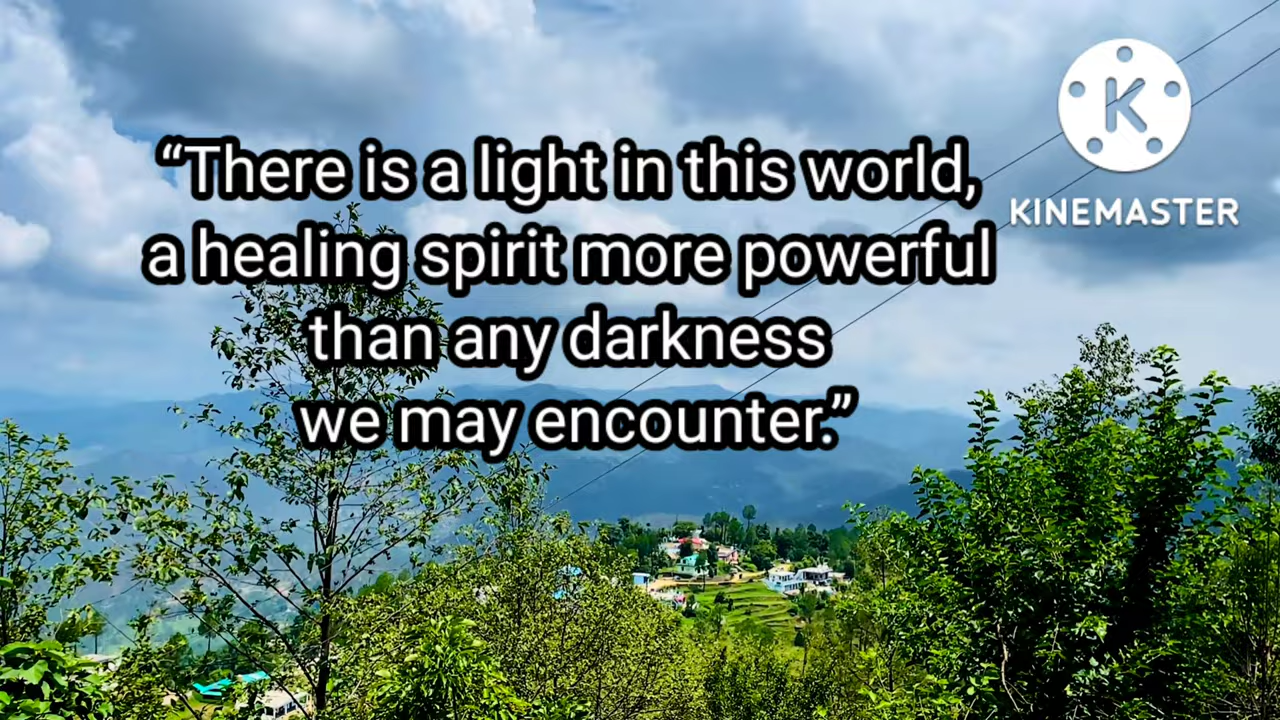 “There is a light in this world,
a healing spirit more powerful
than any darkness
we may encounter.”
K
KINEMASTER